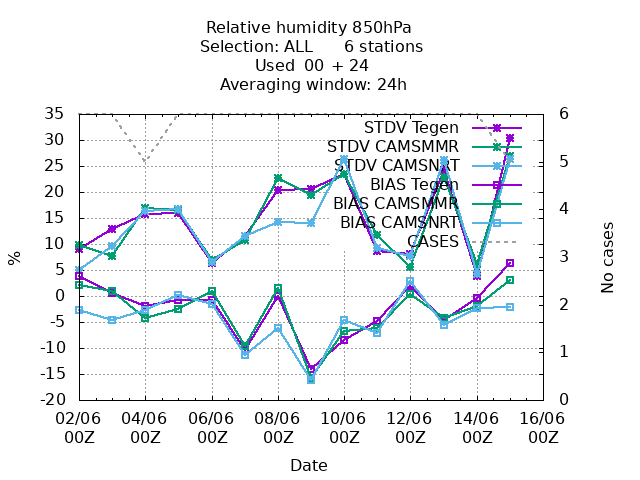 Relative humidity 850hPa
Selection: ALL 6 stations
Used 00 + 24
Averaging window: 24h
35
30
25
20
15
10
5
0
-5
-10
-15
-20
%
STDV Tegen
STDV CAMSMMR
STDV CAMSNRT
BIAS Tegen
BIAS CAMSMMR
BIAS CAMSNRT
CASES
6
5
4
3
2
1
0
No cases
02/06 04/06 06/06 08/06 10/06 12/06 14/06 16/06
00Z 00Z 00Z 00Z 00Z 00Z 00Z 00Z
Date